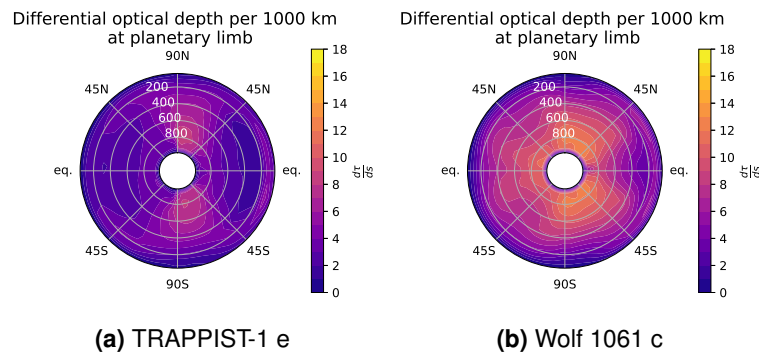 Differential optical depth per 1000 km
at planetary limb
90N
45N
45N
200
400
600
800
eq.
eq.
45S
45S
90S
18
16
14
12
10
8
6
4
2
0
dτ
ds
(a) TRAPPIST-1 e
Differential optical depth per 1000 km
at planetary limb
90N
45N
45N
200
400
600
800
eq.
eq.
45S
45S
90S
18
16
14
12
10
8
6
4
2
0
dτ
ds
(b) Wolf 1061 c